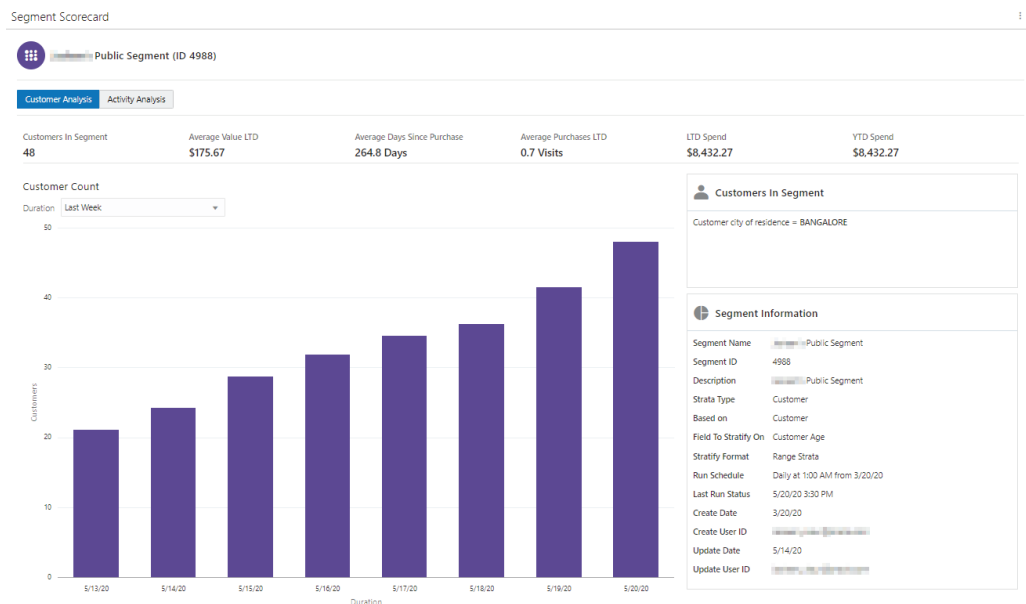 Segment Scorecard
Public Segment (ID 4988)
Customer Analysis Activity Analysis
Customers In Segment Average Value LTD Average Days Since Purchase Average Purchases LTD LTD Spend YTD Spend
48 $175.67 264.8 Days 0.7 Visits $8,432.27 $8,432.27
Customer Count
Duration Last Week
50
40
30
20
10
0
Customers
5/13/20 5/14/20 5/15/20 5/16/20 5/17/20 5/18/20 5/19/20 5/20/20
Duration
Customers In Segment
Customer city of residence = BANGALORE
Segment Information
Segment Name Public Segment
Segment ID 4988
Description Public Segment
Strata Type Customer
Based on Customer
Field To Stratify On Customer Age
Stratify Format Range Strata
Run Schedule Daily at 1:00 AM from 3/20/20
Last Run Status 5/20/20 3:30 PM
Create Date 3/20/20
Create User ID
Update Date 5/14/20
Update User ID